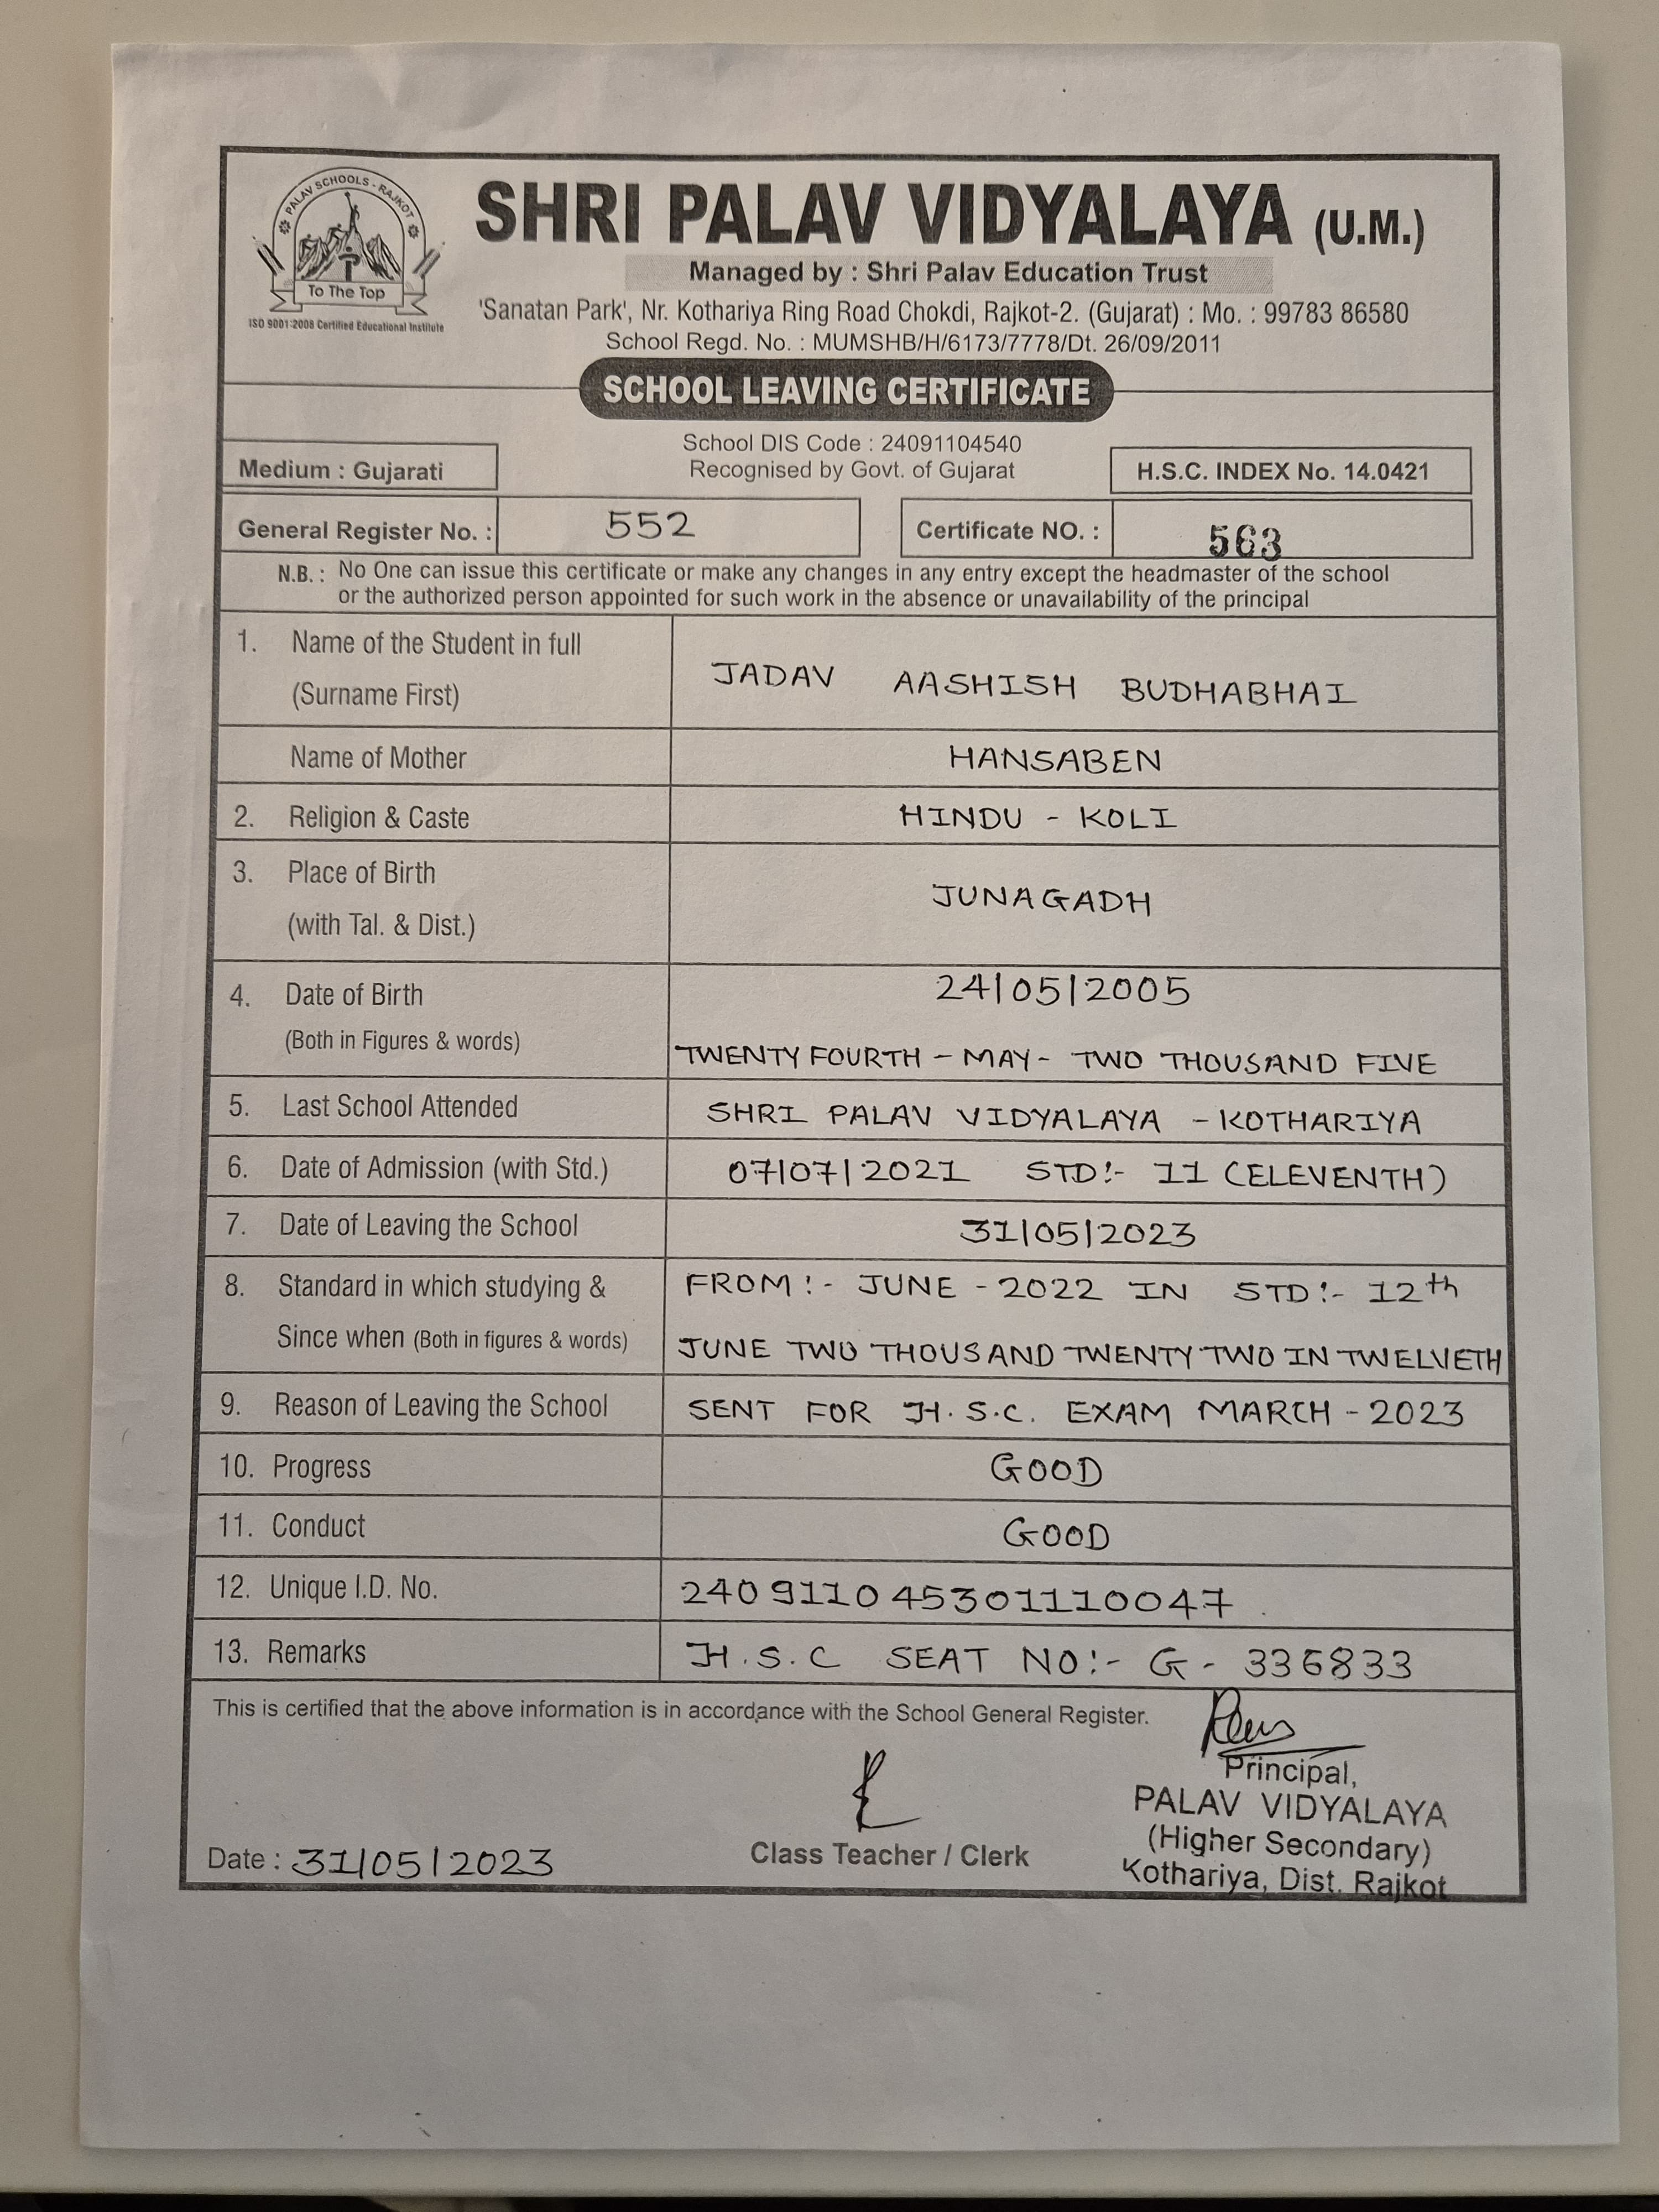 PALAV SCHOOLS - RAJKOT
To The Top
ISO 9001:2008 Certified Educational Institute
SHRI PALAV VIDYALAYA (U.M.)
Managed by : Shri Palav Education Trust
'Sanatan Park', Nr. Kothariya Ring Road Chokdi, Rajkot-2. (Gujarat) : Mo. : 99783 86580
School Regd. No. : MUMSHB/H/6173/7778/Dt. 26/09/2011
SCHOOL LEAVING CERTIFICATE
School DIS Code : 24091104540
Medium : Gujarati
Recognised by Govt. of Gujarat
H.S.C. INDEX No. 14.0421
General Register No. : 552
Certificate NO. : 563
N.B. : No One can issue this certificate or make any changes in any entry except the headmaster of the school
or the authorized person appointed for such work in the absence or unavailability of the principal
1. Name of the Student in full
(Surname First)
JADAV AASHISH BUDHABHAI
Name of Mother HANSABEN
2. Religion & Caste HINDU - KOLI
3. Place of Birth
(with Tal. & Dist.)
JUNAGADH
4. Date of Birth 24|05|2005
(Both in Figures & words) TWENTY FOURTH - MAY - TWO THOUSAND FIVE
5. Last School Attended SHRI PALAV VIDYALAYA - KOTHARIYA
6. Date of Admission (with Std.) 07|07|2021 STD:- 11 (ELEVENTH)
7. Date of Leaving the School 31|05|2023
8. Standard in which studying & FROM:- JUNE - 2022 IN STD:- 12th
Since when (Both in figures & words) JUNE TWO THOUSAND TWENTY TWO IN TWELVETH
9. Reason of Leaving the School SENT FOR H.S.C. EXAM MARCH - 2023
10. Progress GOOD
11. Conduct GOOD
12. Unique I.D. No. 240911045301110047
13. Remarks H.S.C SEAT NO:- G - 336833
This is certified that the above information is in accordance with the School General Register.
Principal,
PALAV VIDYALAYA
(Higher Secondary)
Kothariya, Dist. Rajkot
Class Teacher / Clerk
Date : 31|05|2023